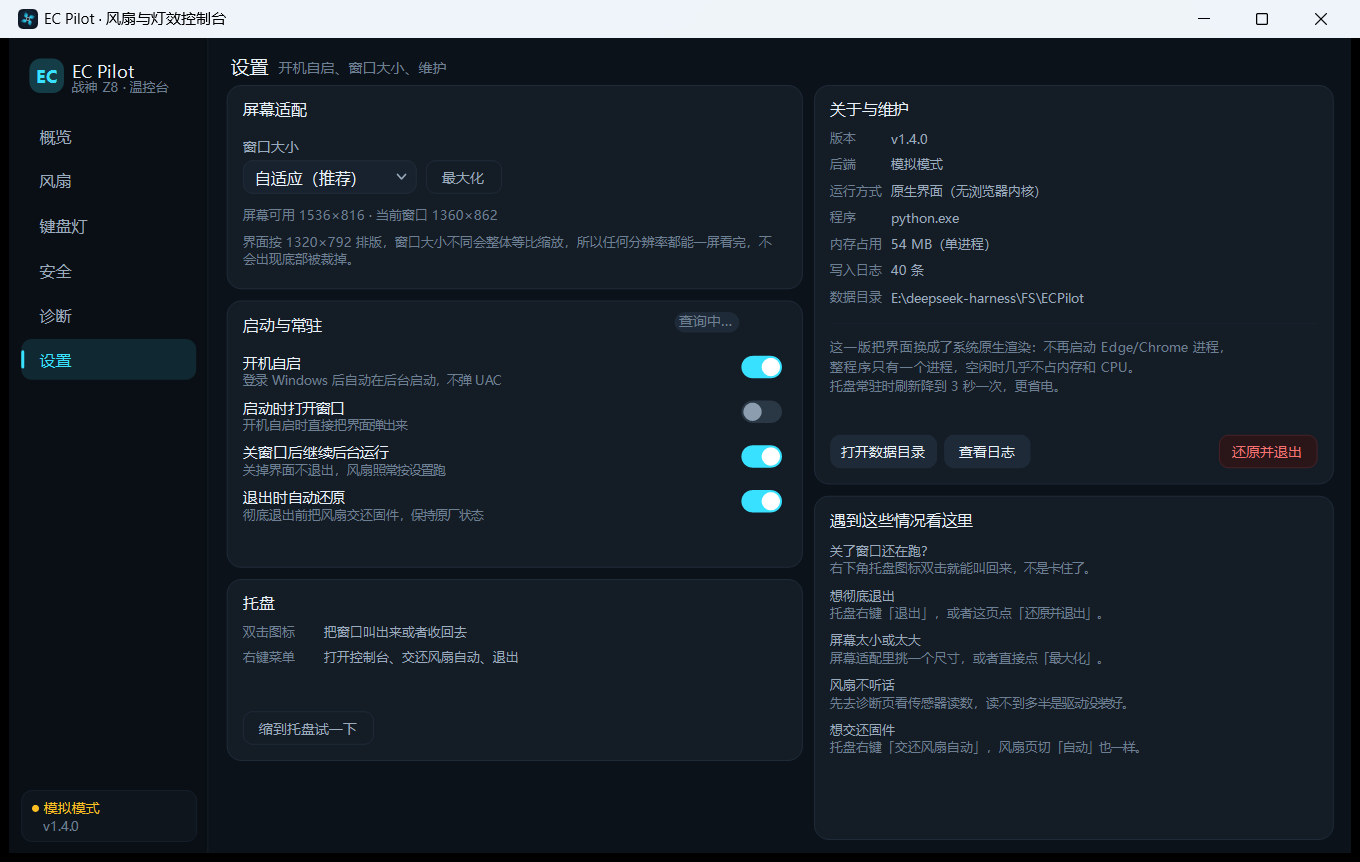 EC Pilot · 风扇与灯效控制台
EC
EC Pilot
战神 Z8 · 温控台
概览
风扇
键盘灯
安全
诊断
设置
模拟模式
v1.4.0
设置 开机自启、窗口大小、维护
屏幕适配
窗口大小
自适应（推荐）
最大化
屏幕可用 1536×816 · 当前窗口 1360×862
界面按 1320×792 排版，窗口大小不同会整体等比缩放，所以任何分辨率都能一屏看完，不
会出现底部被裁掉。
启动与常驻
查询中...
开机自启
登录 Windows 后自动在后台启动，不弹 UAC
启动时打开窗口
开机自启时直接把界面弹出来
关窗口后继续后台运行
关掉界面不退出，风扇照常按设置跑
退出时自动还原
彻底退出前把风扇交还固件，保持原厂状态
托盘
双击图标 把窗口叫出来或者收回去
右键菜单 打开控制台、交还风扇自动、退出
缩到托盘试一下
关于与维护
版本 v1.4.0
后端 模拟模式
运行方式 原生界面（无浏览器内核）
程序 python.exe
内存占用 54 MB（单进程）
写入日志 40 条
数据目录 E:\deepseek-harness\FS\ECPilot
这一版把界面换成了系统原生渲染：不再启动 Edge/Chrome 进程，
整程序只有一个进程，空闲时几乎不占内存和 CPU。
托盘常驻时刷新降到 3 秒一次，更省电。
打开数据目录
查看日志
还原并退出
遇到这些情况看这里
关了窗口还在跑？
右下角托盘图标双击就能叫回来，不是卡住了。
想彻底退出
托盘右键「退出」，或者这页点「还原并退出」。
屏幕太小或太大
屏幕适配里挑一个尺寸，或者直接点「最大化」。
风扇不听话
先去诊断页看传感器读数，读不到多半是驱动没装好。
想交还固件
托盘右键「交还风扇自动」，风扇页切「自动」也一样。